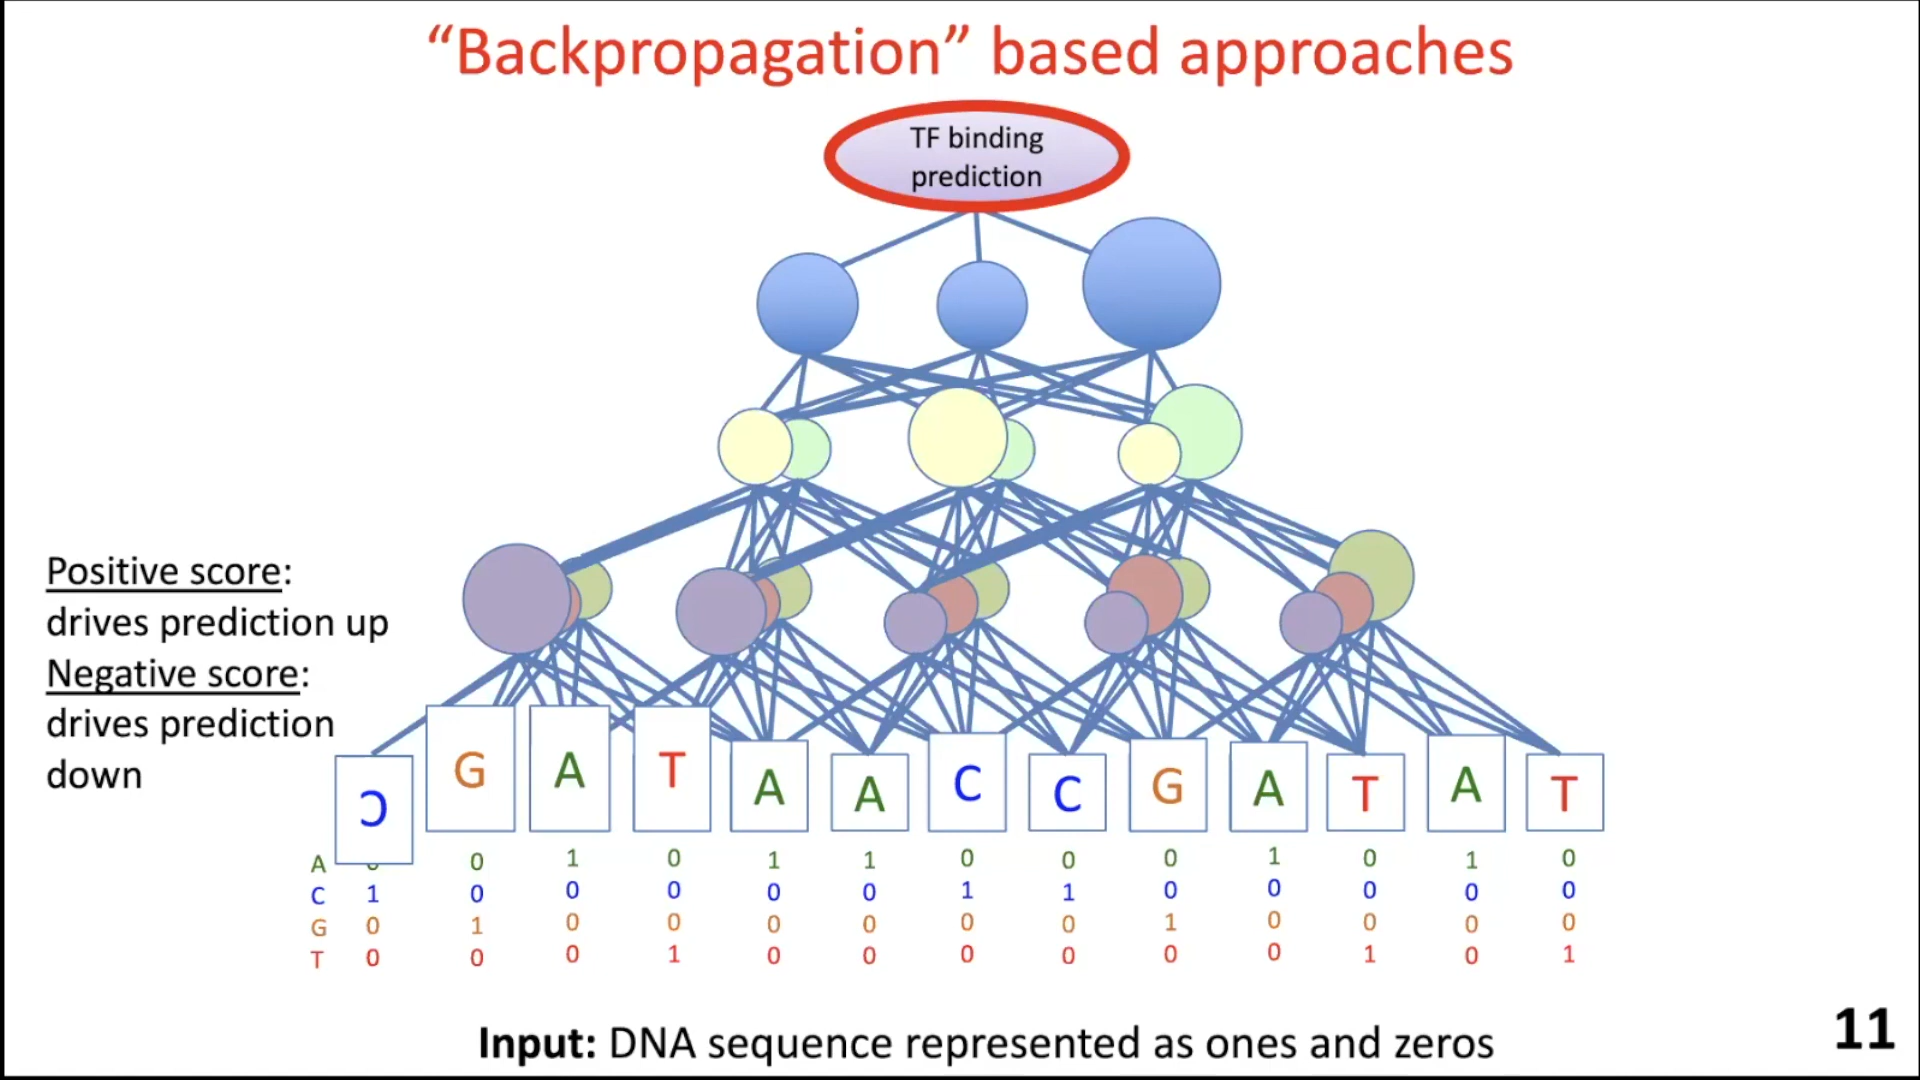 “Backpropagation” based approaches
TF binding
prediction
Positive score:
drives prediction up
Negative score:
drives prediction
down
C G A T A A C C G A T A T
A 0 0 1 0 1 1 0 0 0 1 0 1 0
C 1 0 0 0 0 0 1 1 0 0 0 0 0
G 0 1 0 0 0 0 0 0 1 0 0 0 0
T 0 0 0 1 0 0 0 0 0 0 1 0 1
Input: DNA sequence represented as ones and zeros
11